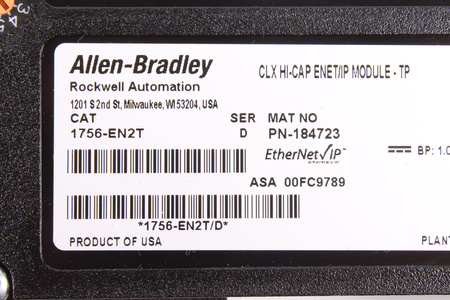 Allen-Bradley
CLX HI-CAP ENET/IP MODULE - TP
Rockwell Automation
1201 S 2nd St, Milwaukee, WI 53204, USA
CAT SER MAT NO
1756-EN2T D PN-184723
EtherNet/IP
BP: 1.0
ASA 00FC9789
*1756-EN2T/D*
PRODUCT OF USA
PLANT